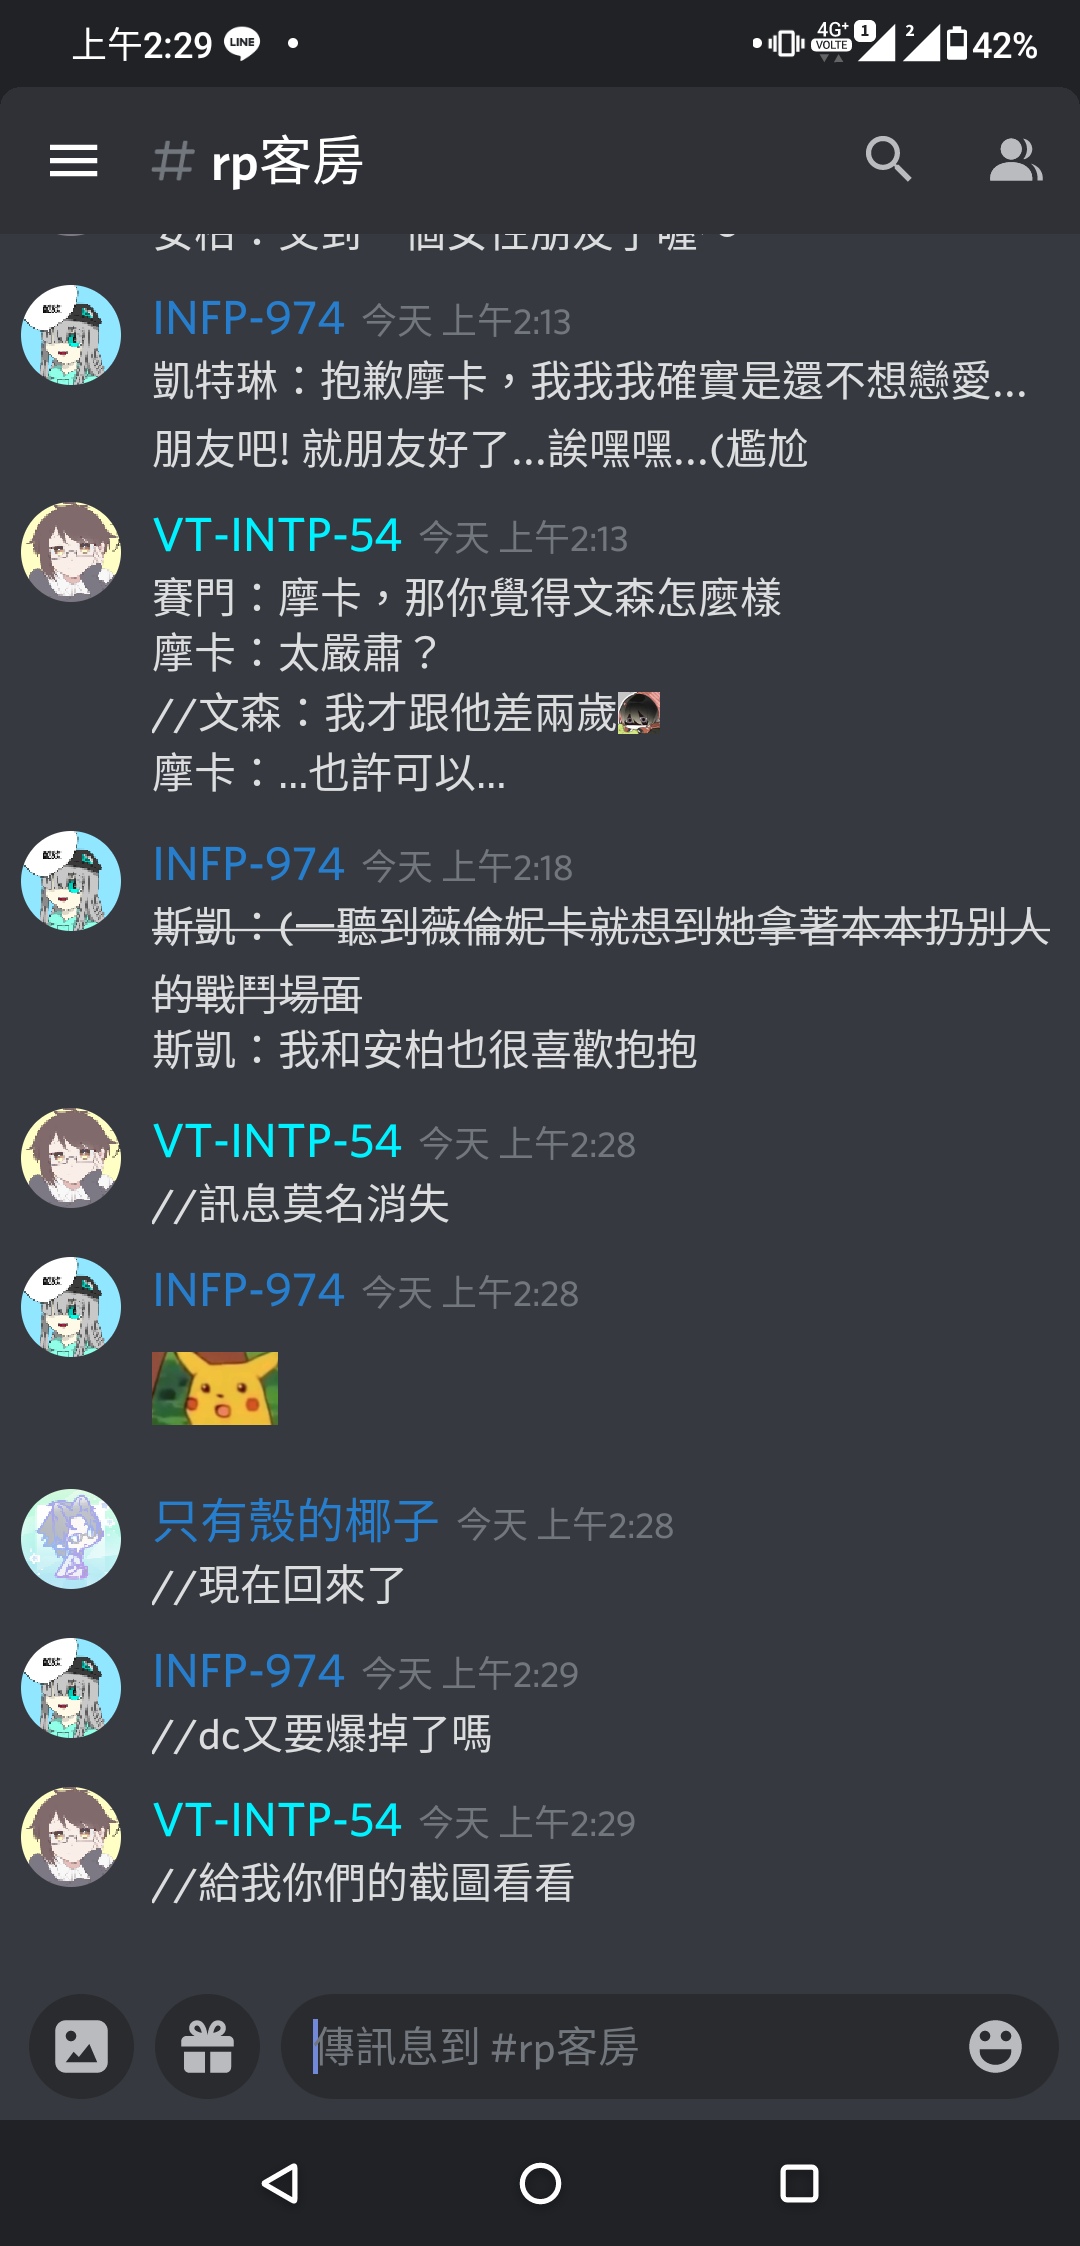 上午2:29 LINE 4G+ VOLTE 1 2 42%
# rp客房
INFP-974 今天 上午2:13
凱特琳：抱歉摩卡，我我我確實是還不想戀愛...
朋友吧! 就朋友好了...誒嘿嘿...(尷尬
VT-INTP-54 今天 上午2:13
賽門：摩卡，那你覺得文森怎麼樣
摩卡：太嚴肅？
//文森：我才跟他差兩歲
摩卡：...也許可以...
INFP-974 今天 上午2:18
斯凱：(一聽到薇倫妮卡就想到她拿著本本扔別人
的戰鬥場面
斯凱：我和安柏也很喜歡抱抱
VT-INTP-54 今天 上午2:28
//訊息莫名消失
INFP-974 今天 上午2:28
只有殼的椰子 今天 上午2:28
//現在回來了
INFP-974 今天 上午2:29
//dc又要爆掉了嗎
VT-INTP-54 今天 上午2:29
//給我你們的截圖看看
傳訊息到 #rp客房